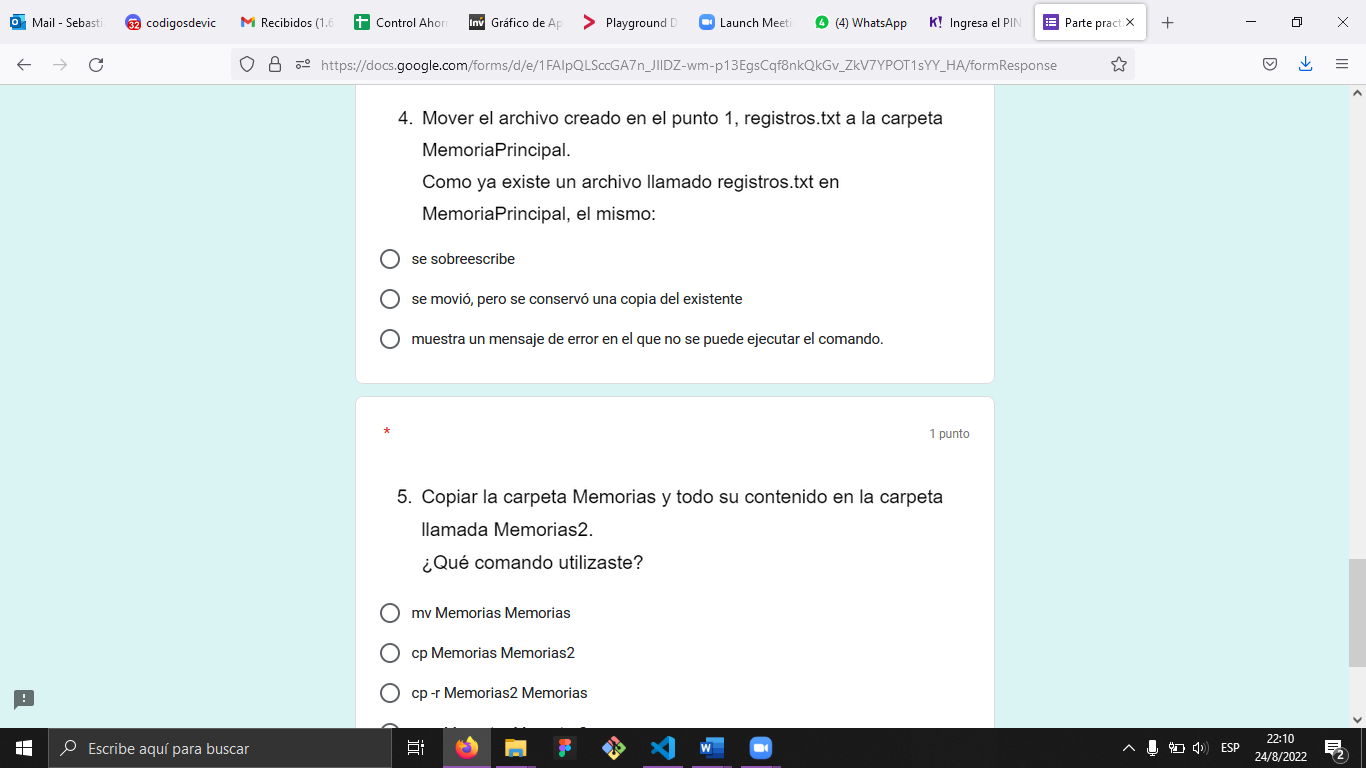 Mail - Sebasti
codigosdevic
Recibidos (1.6
Control Ahor
Gráfico de Ap
Playground D
Launch Meeti
(4) WhatsApp
Ingresa el PIN
Parte practi
https://docs.google.com/forms/d/e/1FAIpQLSccGA7n_JIIDZ-wm-p13EgsCqf8nkQkGv_ZkV7YPOT1sYY_HA/formResponse
4. Mover el archivo creado en el punto 1, registros.txt a la carpeta
MemoriaPrincipal.
Como ya existe un archivo llamado registros.txt en
MemoriaPrincipal, el mismo:
se sobreescribe
se movió, pero se conservó una copia del existente
muestra un mensaje de error en el que no se puede ejecutar el comando.
*
1 punto
5. Copiar la carpeta Memorias y todo su contenido en la carpeta
llamada Memorias2.
¿Qué comando utilizaste?
mv Memorias Memorias
cp Memorias Memorias2
cp -r Memorias2 Memorias
Escribe aquí para buscar
ESP
22:10
24/8/2022
2